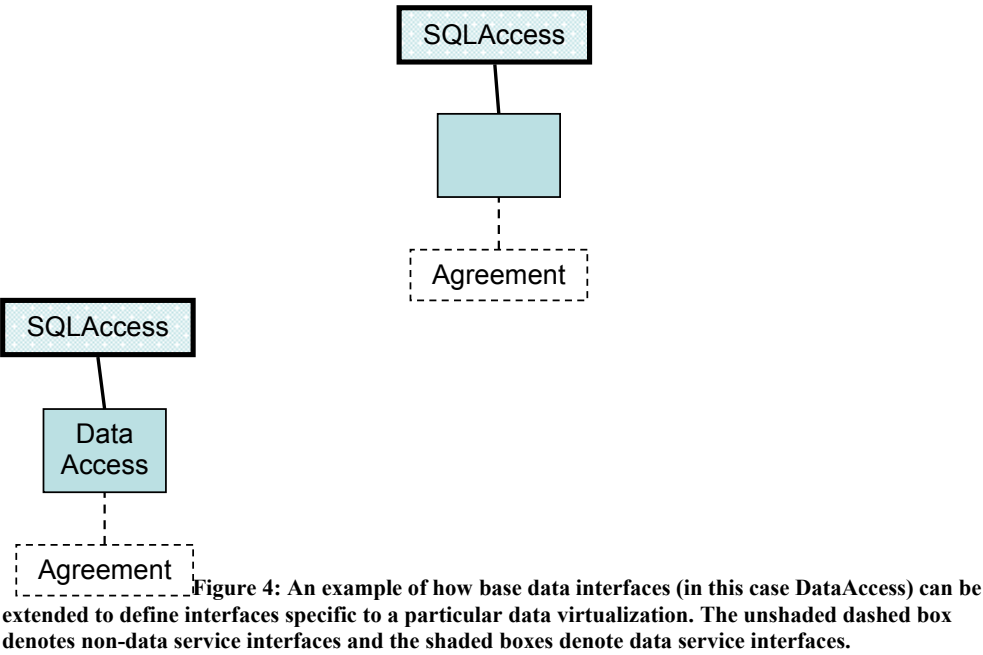 SQLAccess
Agreement
SQLAccess
Data
Access
Agreement
Figure 4: An example of how base data interfaces (in this case DataAccess) can be
extended to define interfaces specific to a particular data virtualization. The unshaded dashed box
denotes non-data service interfaces and the shaded boxes denote data service interfaces.